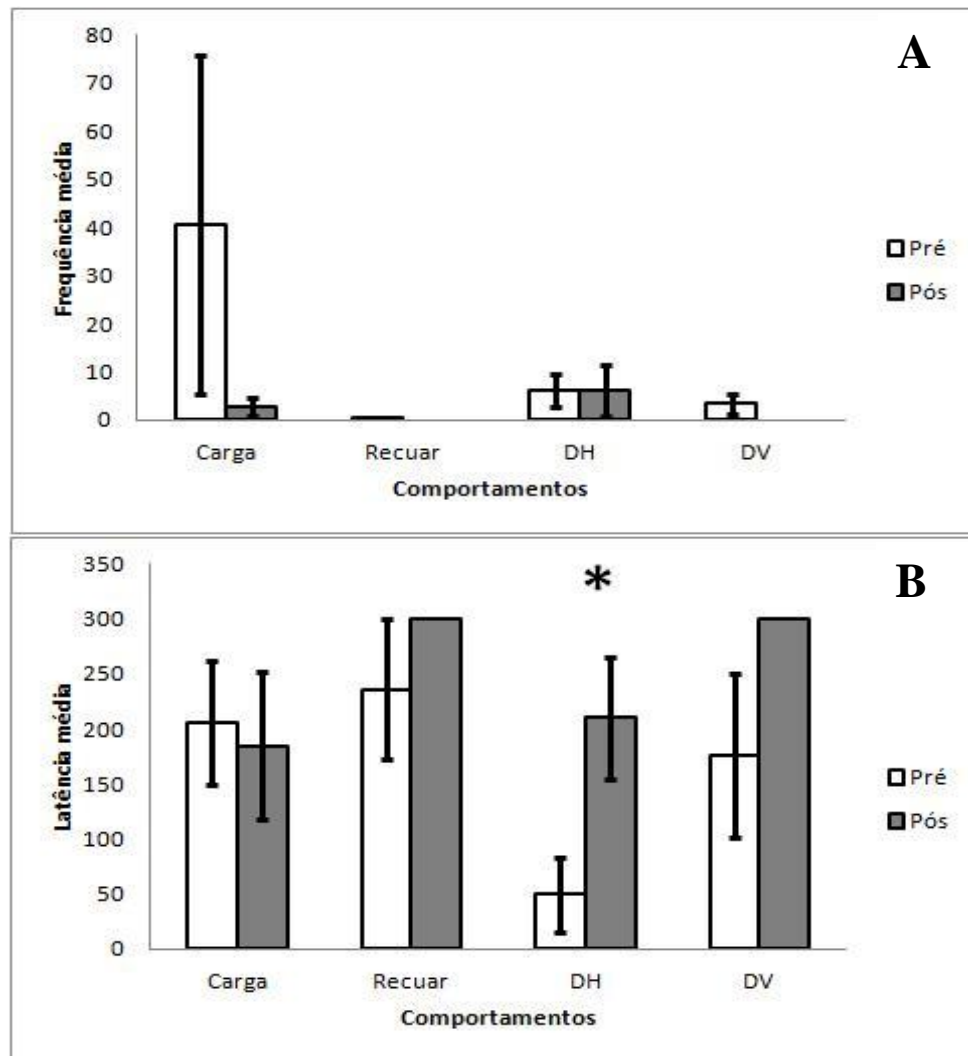 A
80
70
60
50
40
30
20
10
0
Frequência média
Carga Recuar DH DV
Comportamentos
Pré
Pós
B
350
300
250
200
150
100
50
0
Latência média
*
Carga Recuar DH DV
Comportamentos
Pré
Pós